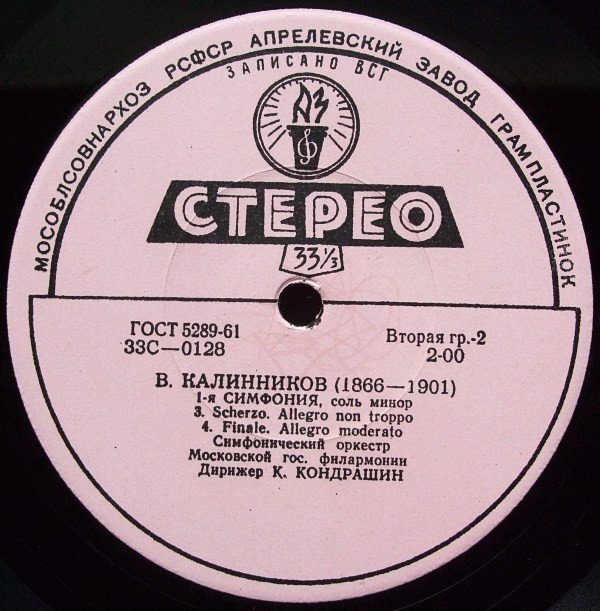 МОСОБЛСОВНАРХОЗ РСФСР АПРЕЛЕВСКИЙ ЗАВОД ГРАМПЛАСТИНОК
ЗАПИСАНО ВСГ
АЗ
СТЕРЕО
33⅓
ГОСТ 5289-61
33С—0128
Вторая гр.-2
2-00
В. КАЛИННИКОВ (1866—1901)
1-я СИМФОНИЯ, соль минор
3. Scherzo. Allegro non troppo
4. Finale. Allegro moderato
Симфонический оркестр
Московской гос. филармонии
Дирижер К. КОНДРАШИН